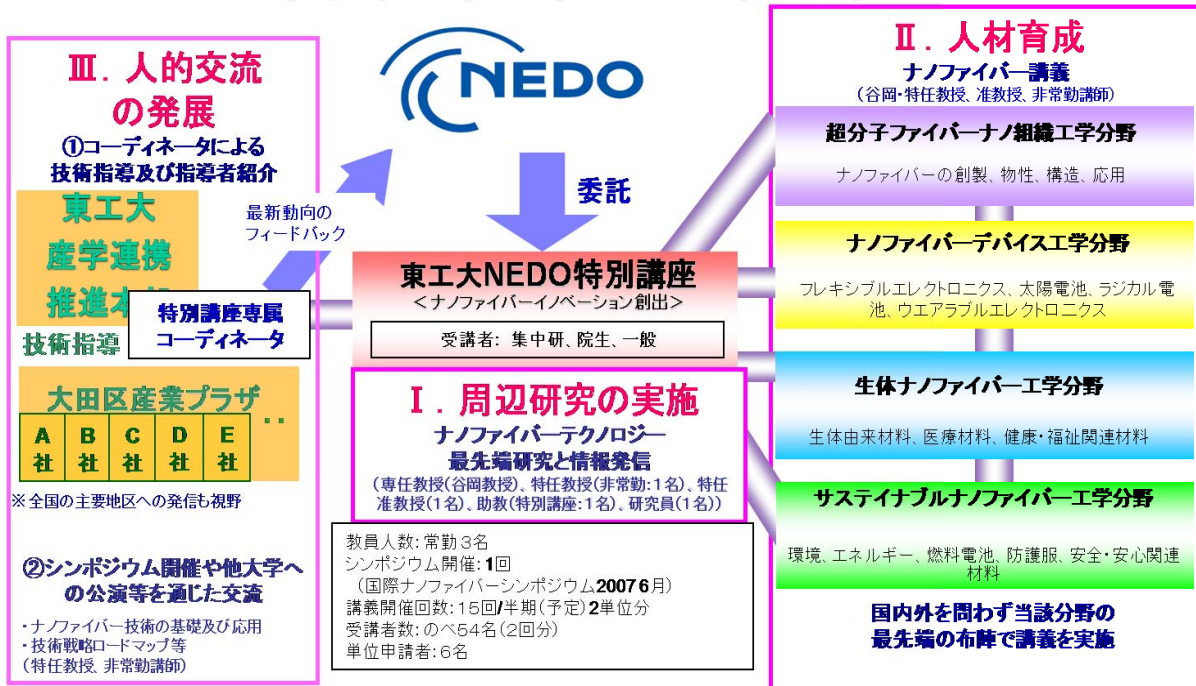 Ⅲ．人的交流
の発展
①コーディネータによる
技術指導及び指導者紹介
東工大
産学連携
推進本
特別講座専属
コーディネータ
技術指導
大田区産業プラザ
A社 B社 C社 D社 E社 ‥
※全国の主要地区への発信も視野
②シンポジウム開催や他大学へ
の公演等を通じた交流
・ナノファイバー技術の基礎及び応用
・技術戦略ロードマップ等
(特任教授、非常勤講師)
NEDO
委託
最新動向の
フィードバック
東工大NEDO特別講座
＜ナノファイバーイノベーション創出＞
受講者: 集中研、院生、一般
Ⅰ．周辺研究の実施
ナノファイバーテクノロジー
最先端研究と情報発信
(専任教授(谷岡教授)、特任教授(非常勤:1名)、特任
准教授(1名)、助教(特別講座:1名)、研究員(1名))
教員人数: 常勤3名
シンポジウム開催: 1回
(国際ナノファイバーシンポジウム2007 6月)
講義開催回数: 15回/半期(予定) 2単位分
受講者数: のべ54名(2回分)
単位申請者: 6名
Ⅱ．人材育成
ナノファイバー講義
(谷岡・特任教授、准教授、非常勤講師)
超分子ファイバーナノ組織工学分野
ナノファイバーの創製、物性、構造、応用
ナノファイバーデバイス工学分野
フレキシブルエレクトロニクス、太陽電池、ラジカル電
池、ウエアラブルエレクトロニクス
生体ナノファイバー工学分野
生体由来材料、医療材料、健康・福祉関連材料
サステイナブルナノファイバー工学分野
環境、エネルギー、燃料電池、防護服、安全・安心関連
材料
国内外を問わず当該分野の
最先端の布陣で講義を実施